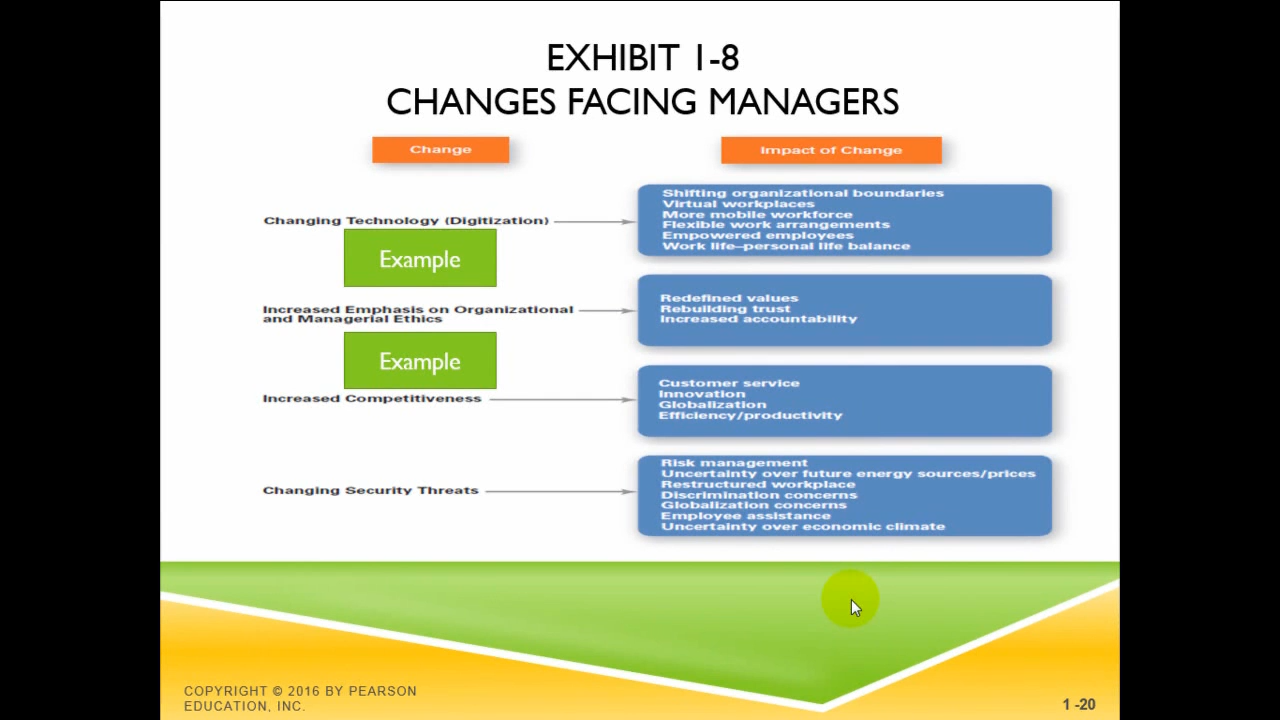 EXHIBIT 1-8
CHANGES FACING MANAGERS
Change
Impact of Change
Changing Technology (Digitization)
Shifting organizational boundaries
Virtual workplaces
More mobile workforce
Flexible work arrangements
Empowered employees
Work life–personal life balance
Example
Increased Emphasis on Organizational
and Managerial Ethics
Redefined values
Rebuilding trust
Increased accountability
Example
Increased Competitiveness
Customer service
Innovation
Globalization
Efficiency/productivity
Changing Security Threats
Risk management
Uncertainty over future energy sources/prices
Restructured workplace
Discrimination concerns
Globalization concerns
Employee assistance
Uncertainty over economic climate
COPYRIGHT © 2016 BY PEARSON
EDUCATION, INC.
1 -20